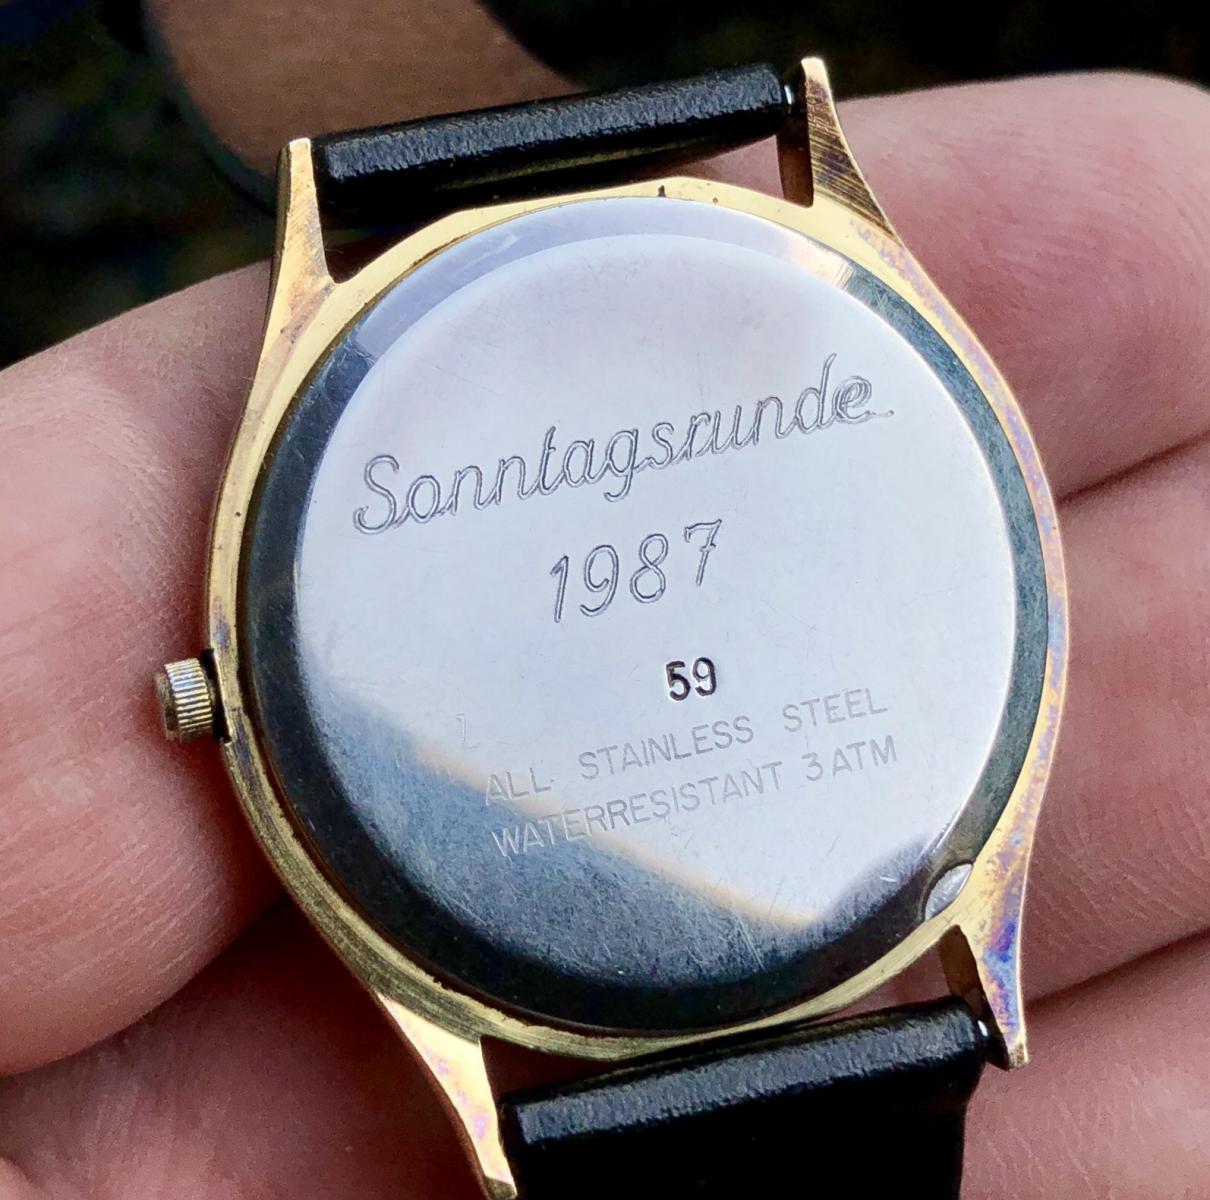 Sonntagsrunde
1987
59
ALL STAINLESS STEEL
WATERRESISTANT 3 ATM